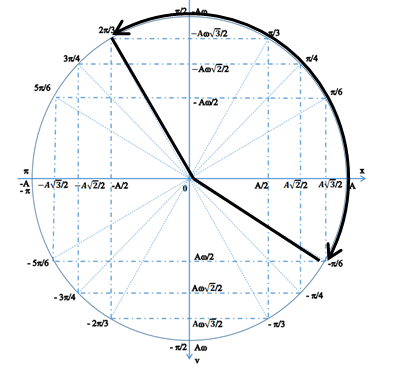 π/2 -Aω
2π/3 −Aω√3/2 π/3
3π/4 −Aω√2/2 π/4
5π/6 - Aω/2 π/6
π x
-A −A√3/2 −A√2/2 -A/2 0 A/2 A√2/2 A√3/2 A
- π
- 5π/6 Aω/2 -π/6
- 3π/4 Aω√2/2 - π/4
- 2π/3 Aω√3/2 - π/3
- π/2 Aω
v